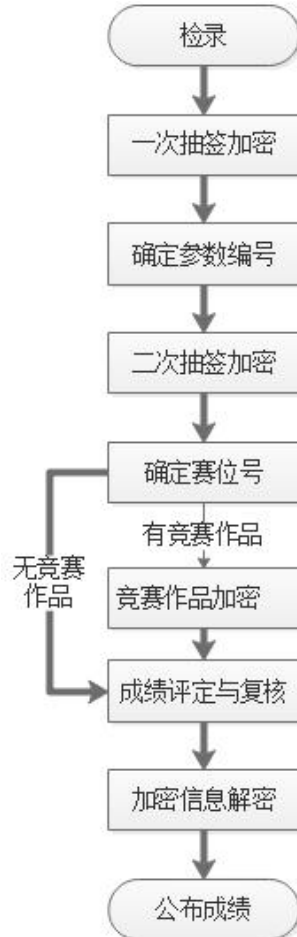 检录
一次抽签加密
确定参数编号
二次抽签加密
确定赛位号
有竞赛作品
无竞赛
作品
竞赛作品加密
成绩评定与复核
加密信息解密
公布成绩